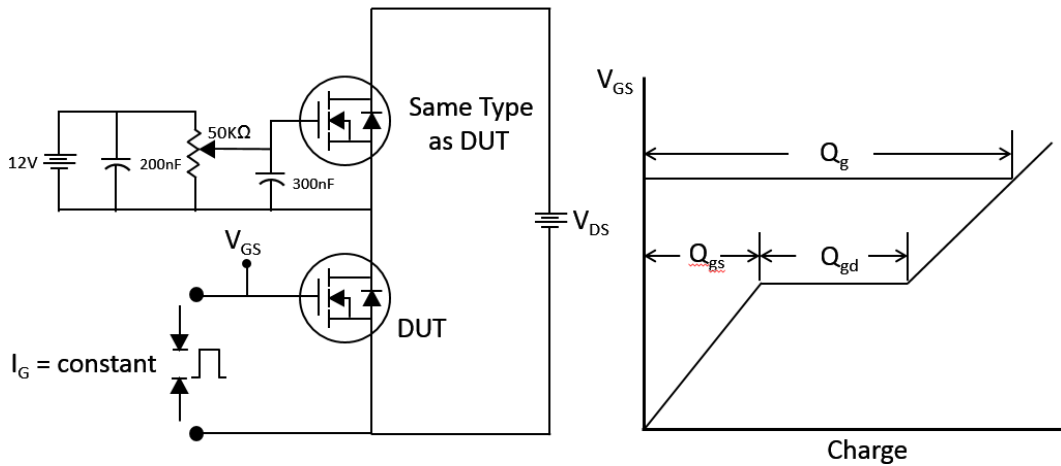 12V
200nF
50KΩ
300nF
Same Type
as DUT
V_DS
V_GS
DUT
I_G = constant
V_GS
Q_g
Q_gs
Q_gd
Charge